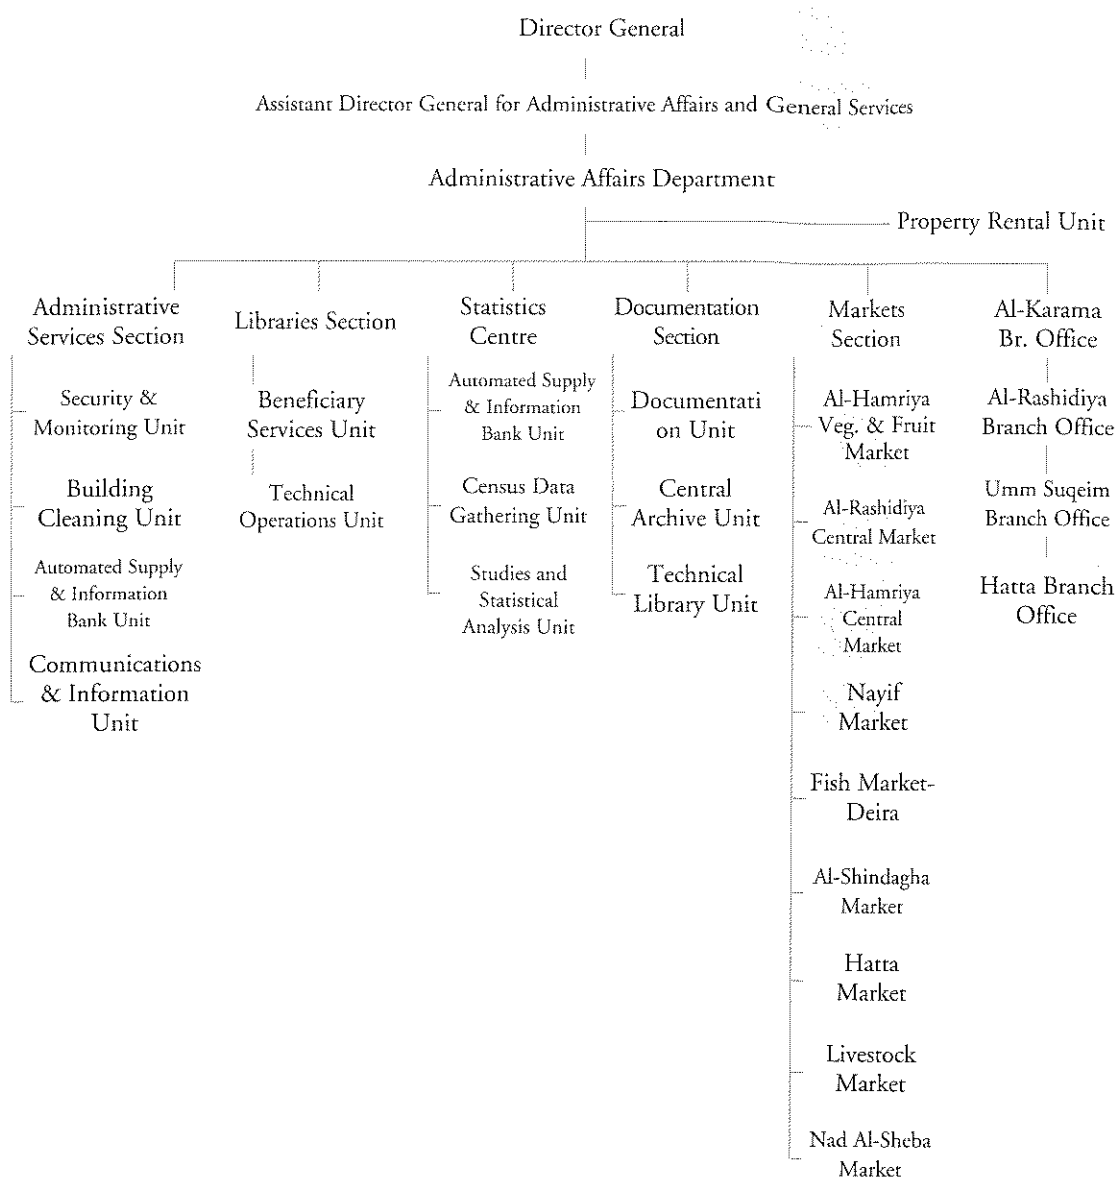 Director General
Assistant Director General for Administrative Affairs and General Services
Administrative Affairs Department
Property Rental Unit
Administrative
Services Section
Security &
Monitoring Unit
Building
Cleaning Unit
Automated Supply
& Information
Bank Unit
Communications
& Information
Unit
Libraries Section
Beneficiary
Services Unit
Technical
Operations Unit
Statistics
Centre
Automated Supply
& Information
Bank Unit
Census Data
Gathering Unit
Studies and
Statistical
Analysis Unit
Documentation
Section
Documentati
on Unit
Central
Archive Unit
Technical
Library Unit
Markets
Section
Al-Hamriya
Veg. & Fruit
Market
Al-Rashidiya
Central Market
Al-Hamriya
Central
Market
Nayif
Market
Fish Market-
Deira
Al-Shindagha
Market
Hatta
Market
Livestock
Market
Nad Al-Sheba
Market
Al-Karama
Br. Office
Al-Rashidiya
Branch Office
Umm Suqeim
Branch Office
Hatta Branch
Office